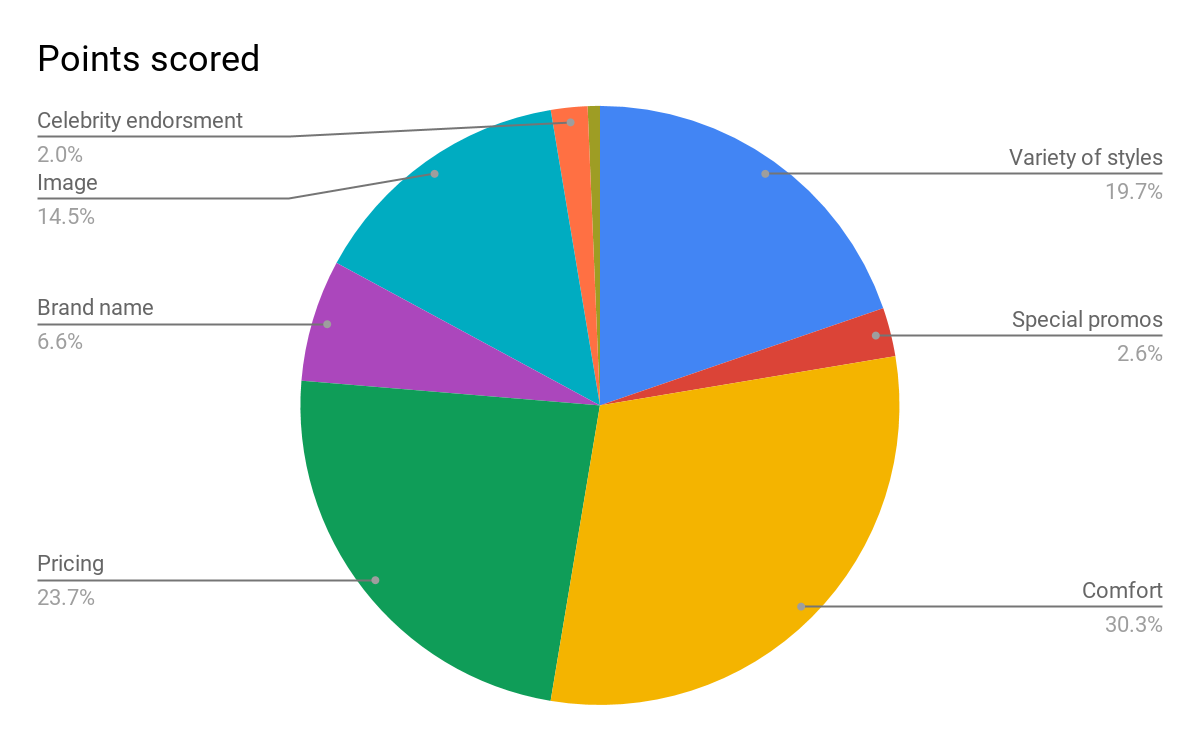 Points scored
Celebrity endorsment
2.0%
Image
14.5%
Brand name
6.6%
Pricing
23.7%
Variety of styles
19.7%
Special promos
2.6%
Comfort
30.3%